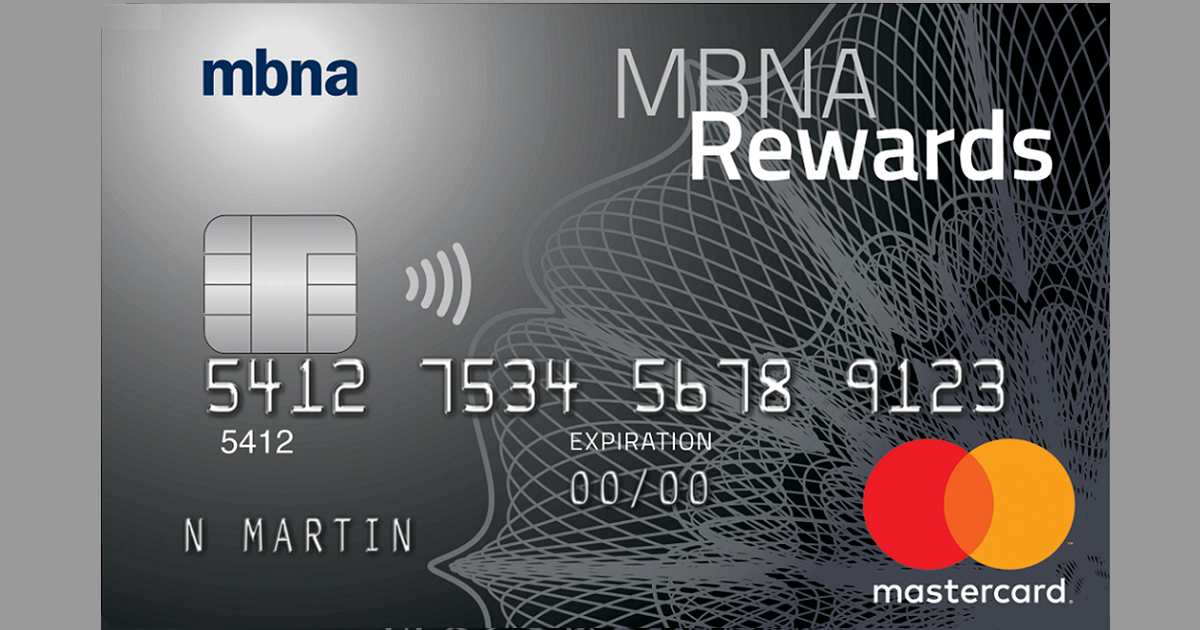 mbna
MBNA
Rewards
5412 7534 5678 9123
5412
EXPIRATION
00/00
N MARTIN
mastercard.